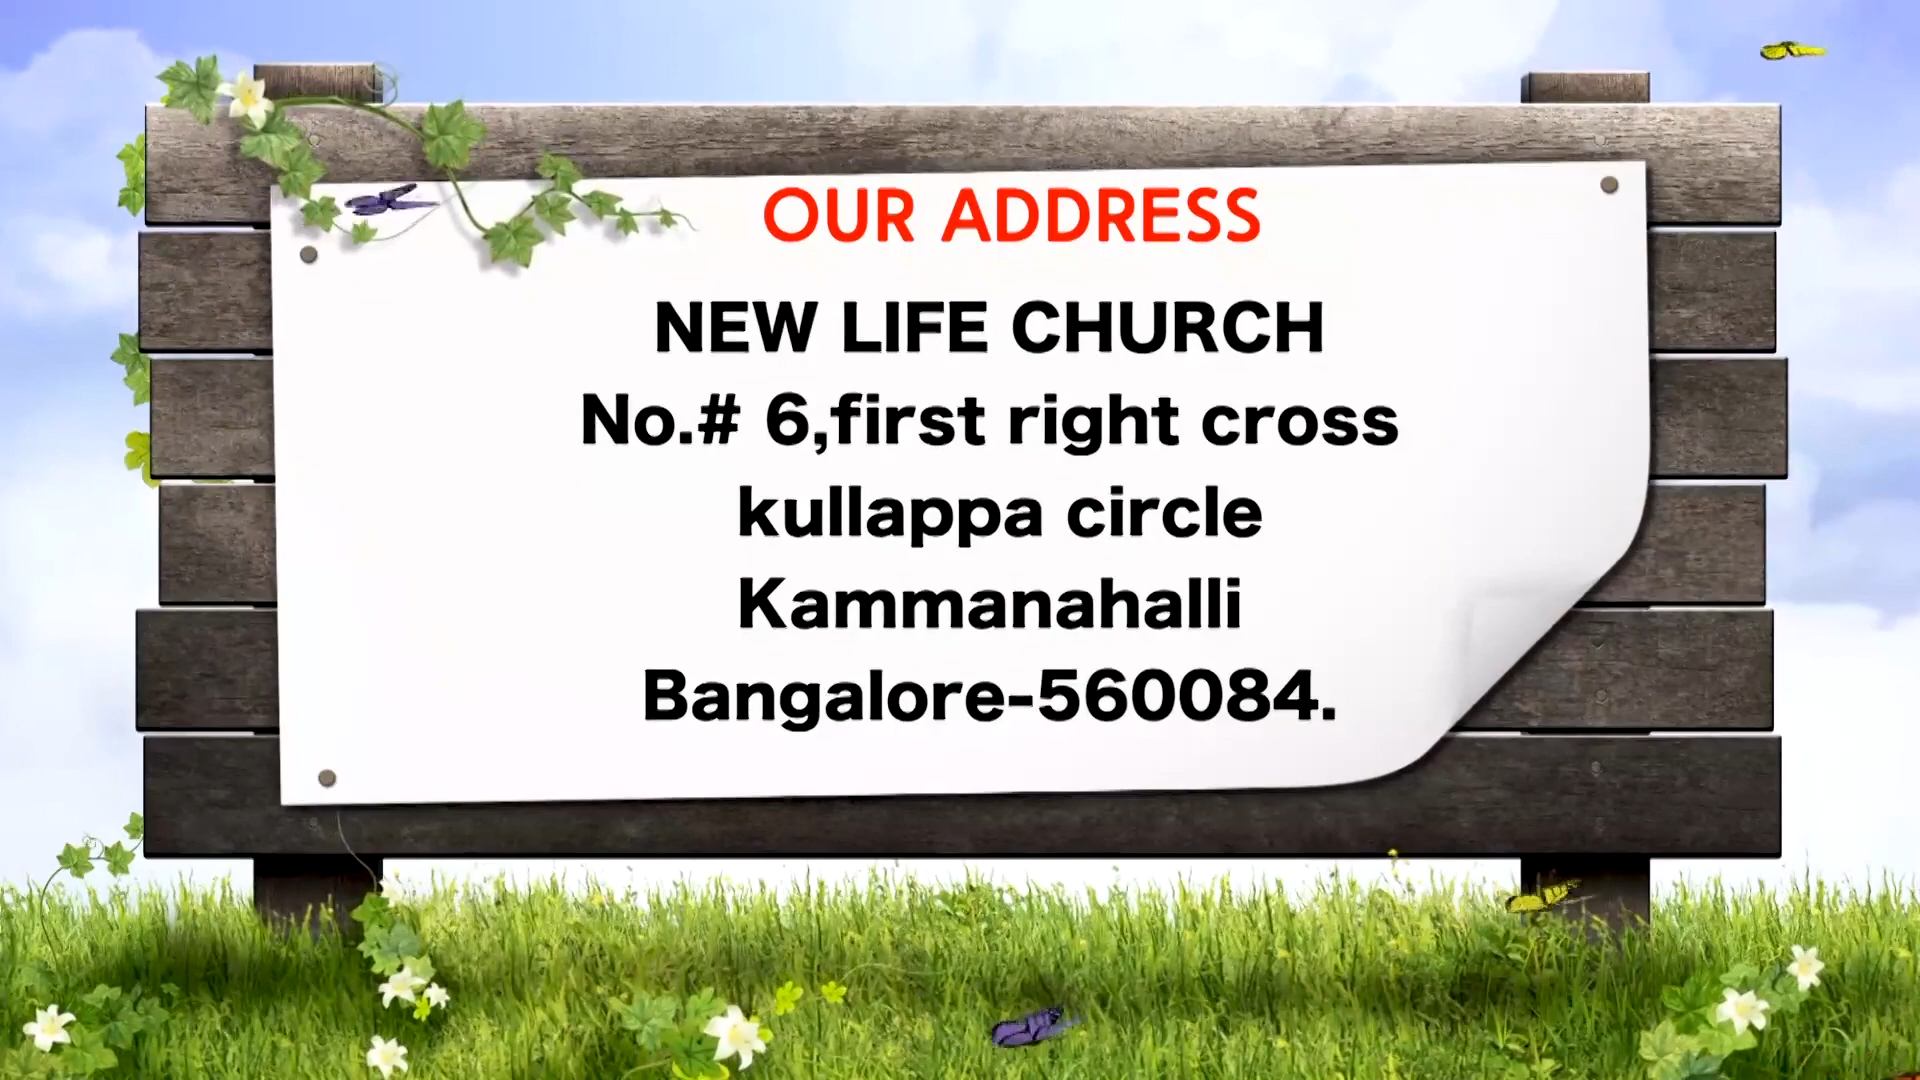 OUR ADDRESS
NEW LIFE CHURCH
No.# 6,first right cross
kullappa circle
Kammanahalli
Bangalore-560084.